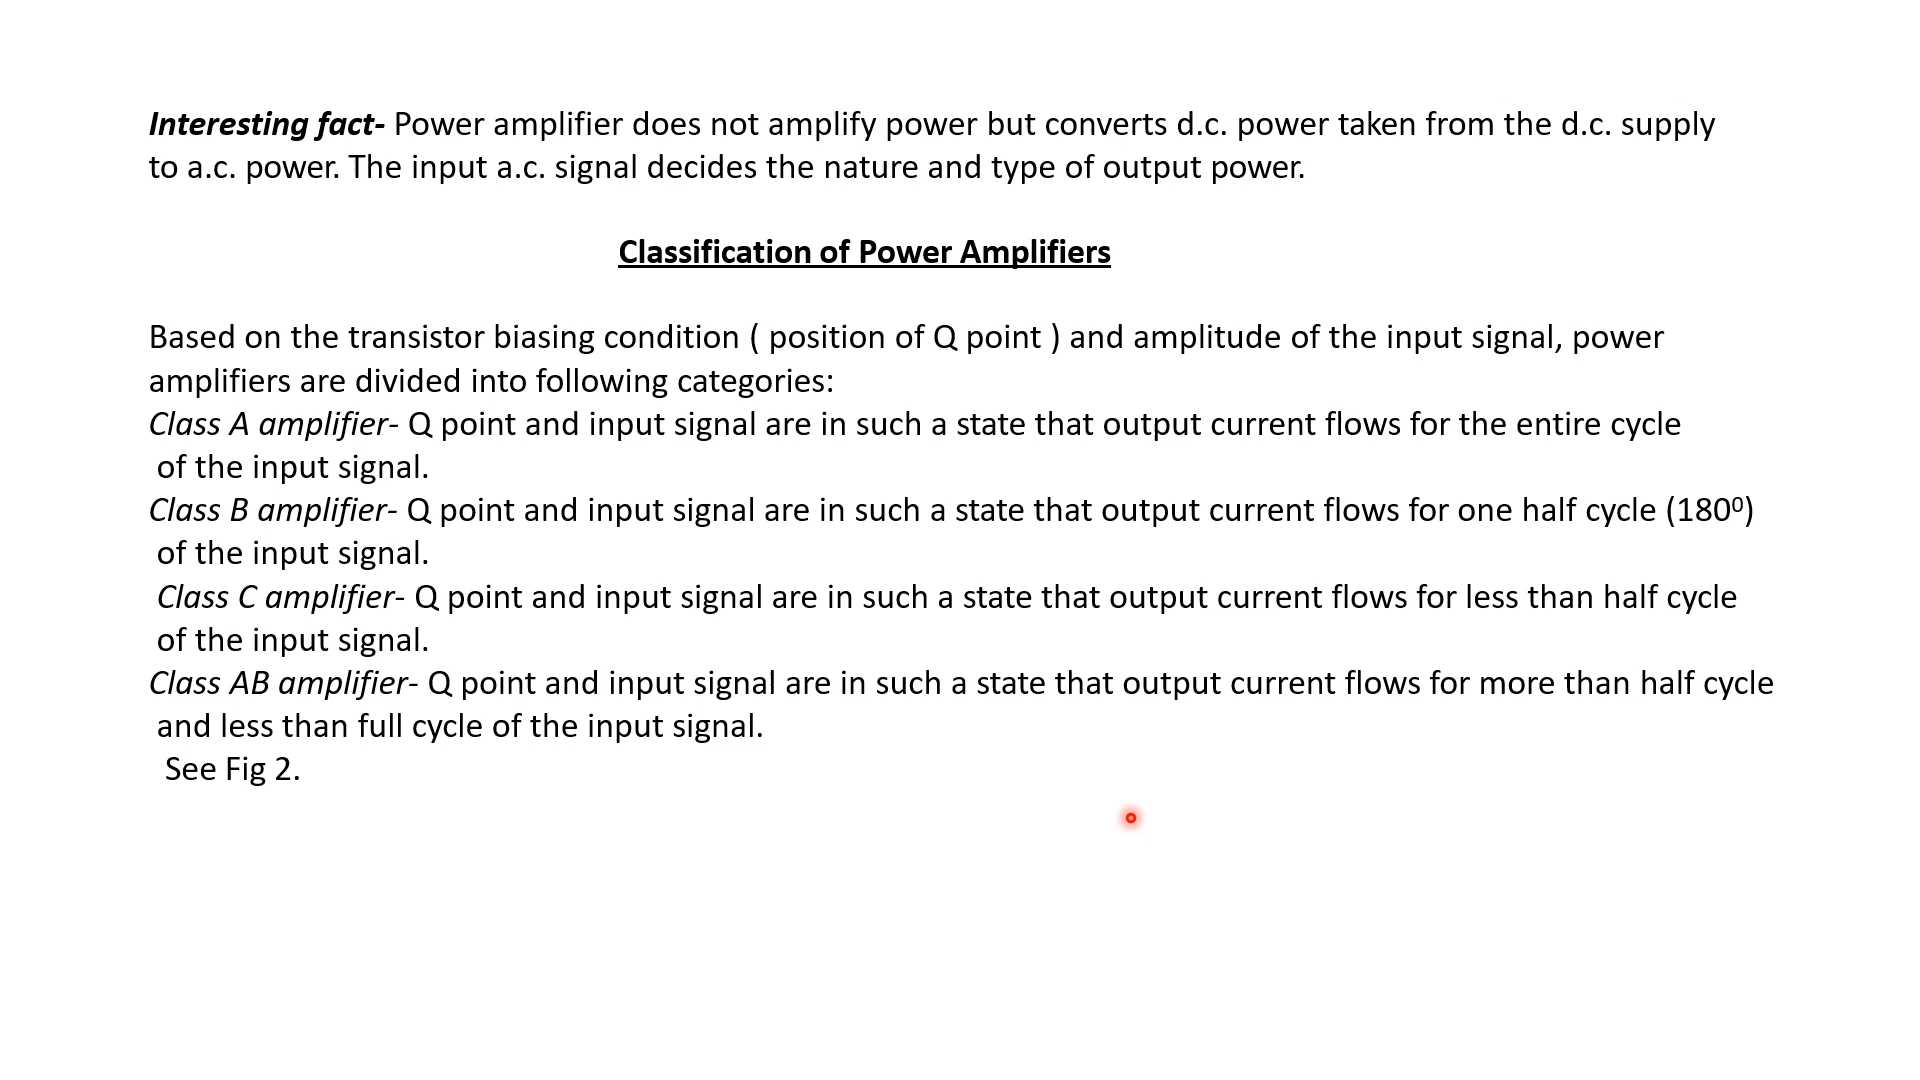 Interesting fact- Power amplifier does not amplify power but converts d.c. power taken from the d.c. supply
to a.c. power. The input a.c. signal decides the nature and type of output power.
Classification of Power Amplifiers
Based on the transistor biasing condition ( position of Q point ) and amplitude of the input signal, power
amplifiers are divided into following categories:
Class A amplifier- Q point and input signal are in such a state that output current flows for the entire cycle
of the input signal.
Class B amplifier- Q point and input signal are in such a state that output current flows for one half cycle (180⁰)
of the input signal.
Class C amplifier- Q point and input signal are in such a state that output current flows for less than half cycle
of the input signal.
Class AB amplifier- Q point and input signal are in such a state that output current flows for more than half cycle
and less than full cycle of the input signal.
See Fig 2.